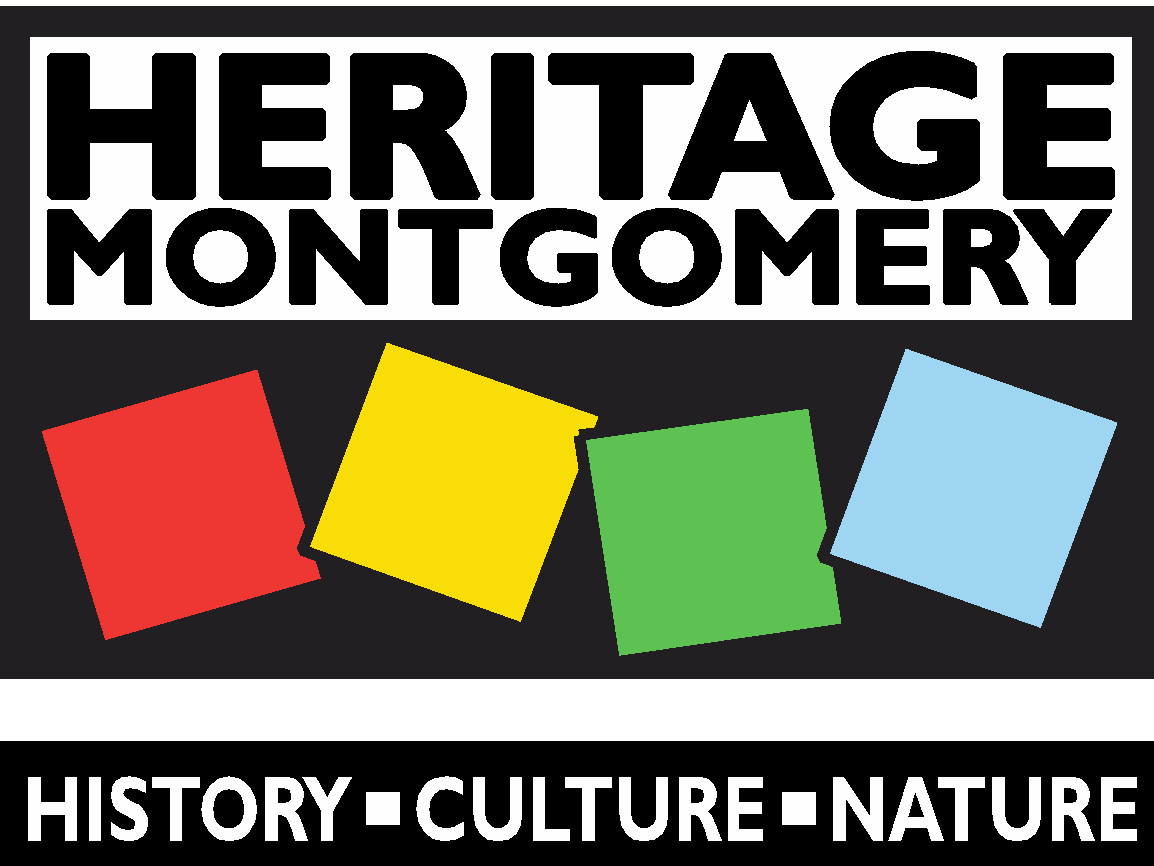 HERITAGE
MONTGOMERY
HISTORY ▪ CULTURE ▪ NATURE